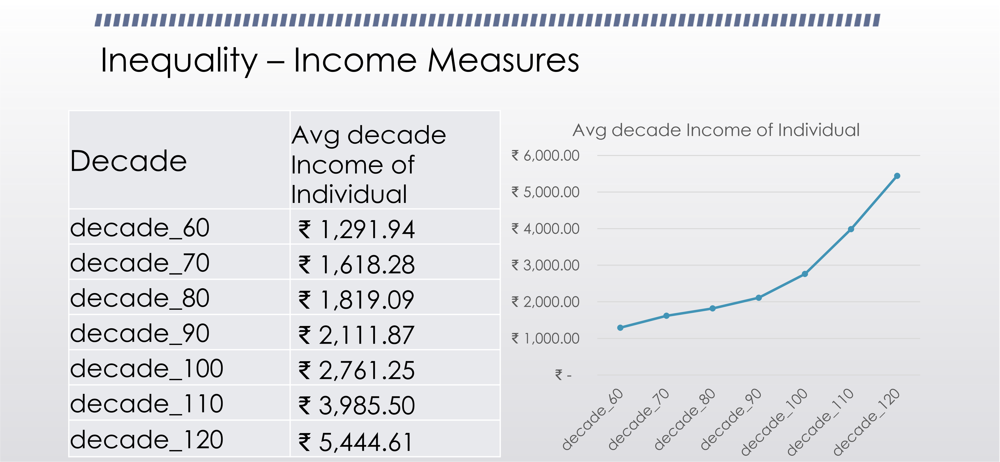 Inequality – Income Measures
Decade
Avg decade
Income of
Individual
decade_60 ₹ 1,291.94
decade_70 ₹ 1,618.28
decade_80 ₹ 1,819.09
decade_90 ₹ 2,111.87
decade_100 ₹ 2,761.25
decade_110 ₹ 3,985.50
decade_120 ₹ 5,444.61
Avg decade Income of Individual
₹ 6,000.00
₹ 5,000.00
₹ 4,000.00
₹ 3,000.00
₹ 2,000.00
₹ 1,000.00
₹ -
decade_60
decade_70
decade_80
decade_90
decade_100
decade_110
decade_120